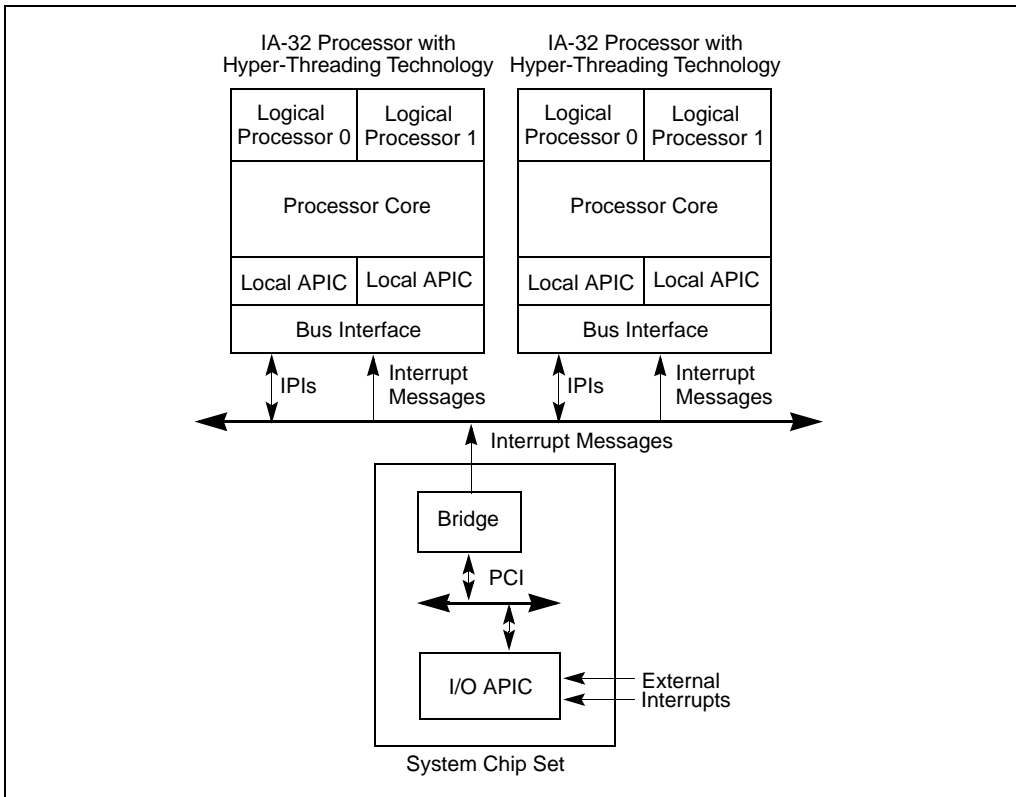 IA-32 Processor with
Hyper-Threading Technology
IA-32 Processor with
Hyper-Threading Technology
Logical
Processor 0
Logical
Processor 1
Logical
Processor 0
Logical
Processor 1
Processor Core
Processor Core
Local APIC
Local APIC
Local APIC
Local APIC
Bus Interface
Bus Interface
IPIs
Interrupt
Messages
IPIs
Interrupt
Messages
Interrupt Messages
Bridge
PCI
I/O APIC
External
Interrupts
System Chip Set